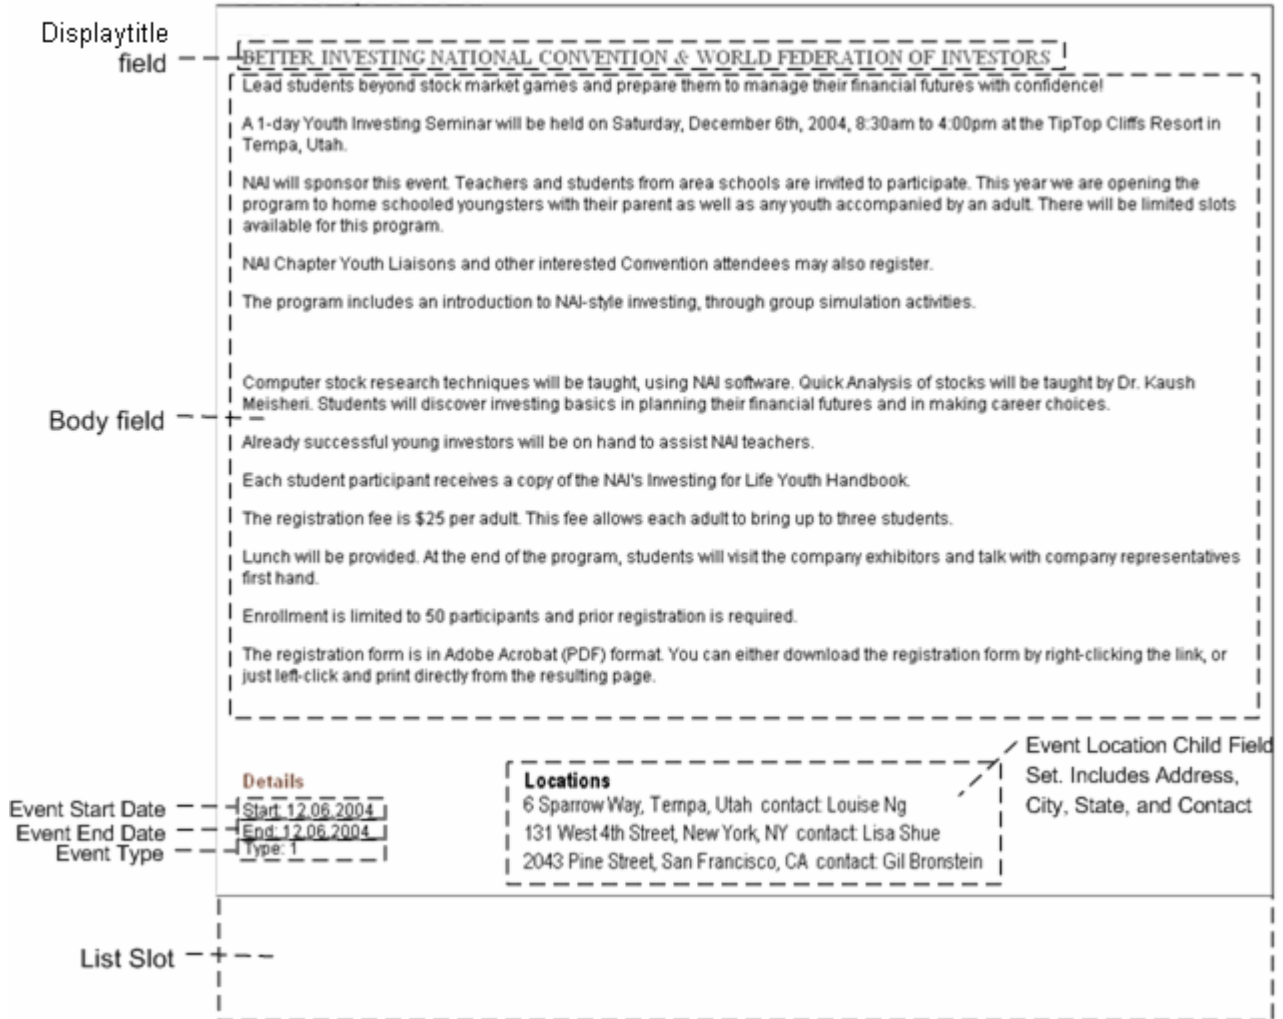 Displaytitle
field
BETTER INVESTING NATIONAL CONVENTION & WORLD FEDERATION OF INVESTORS
Lead students beyond stock market games and prepare them to manage their financial futures with confidence!
A 1-day Youth Investing Seminar will be held on Saturday, December 6th, 2004, 8:30am to 4:00pm at the TipTop Cliffs Resort in
Tempa, Utah.
NAI will sponsor this event. Teachers and students from area schools are invited to participate. This year we are opening the
program to home schooled youngsters with their parent as well as any youth accompanied by an adult. There will be limited slots
available for this program.
NAI Chapter Youth Liaisons and other interested Convention attendees may also register.
The program includes an introduction to NAI-style investing, through group simulation activities.
Computer stock research techniques will be taught, using NAI software. Quick Analysis of stocks will be taught by Dr. Kaush
Meisheri. Students will discover investing basics in planning their financial futures and in making career choices.
Body field
Already successful young investors will be on hand to assist NAI teachers.
Each student participant receives a copy of the NAI's Investing for Life Youth Handbook.
The registration fee is $25 per adult. This fee allows each adult to bring up to three students.
Lunch will be provided. At the end of the program, students will visit the company exhibitors and talk with company representatives
first hand.
Enrollment is limited to 50 participants and prior registration is required.
The registration form is in Adobe Acrobat (PDF) format. You can either download the registration form by right-clicking the link, or
just left-click and print directly from the resulting page.
Event Location Child Field
Set. Includes Address,
City, State, and Contact
Details
Event Start Date
Start: 12.06.2004
Event End Date
End: 12.06.2004
Event Type
Type: 1
Locations
6 Sparrow Way, Tempa, Utah contact: Louise Ng
131 West 4th Street, New York, NY contact: Lisa Shue
2043 Pine Street, San Francisco, CA contact: Gil Bronstein
List Slot